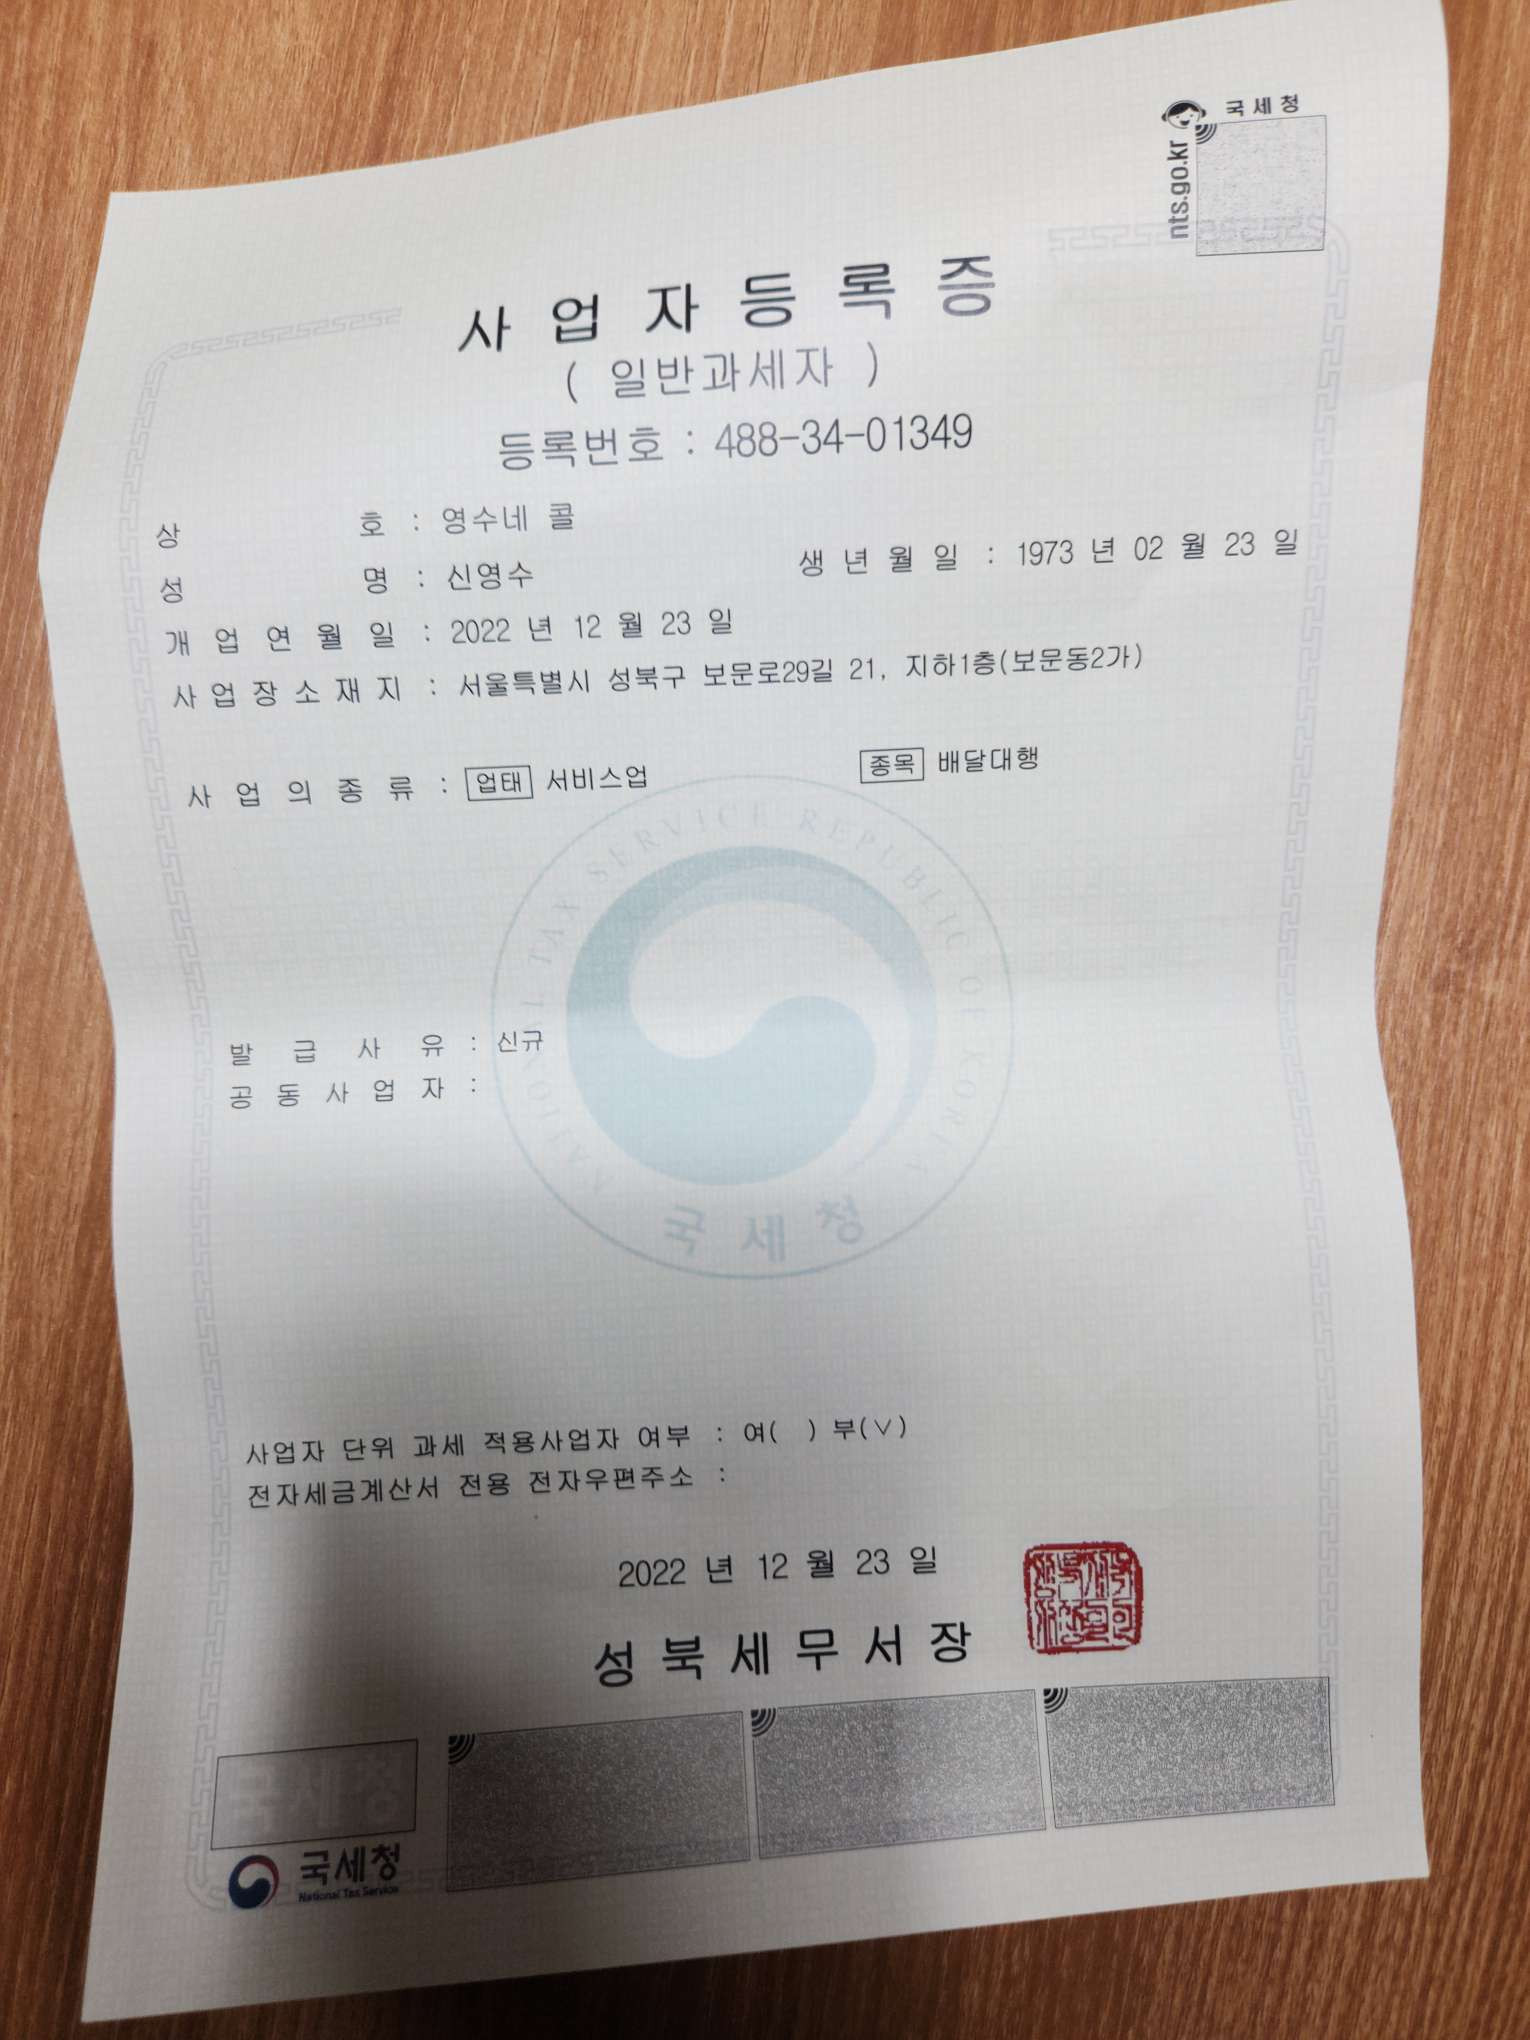 국세청
nts.go.kr
사업자등록증
( 일반과세자 )
등록번호 : 488-34-01349
상 호 : 영수네 콜
성 명 : 신영수 생 년 월 일 : 1973 년 02 월 23 일
개 업 연 월 일 : 2022 년 12 월 23 일
사 업 장 소 재 지 : 서울특별시 성북구 보문로29길 21, 지하1층(보문동2가)
사 업 의 종 류 : 업태 서비스업 종목 배달대행
NATIONAL TAX SERVICE REPUBLIC OF KOREA
국세청
발 급 사 유 : 신규
공 동 사 업 자 :
사업자 단위 과세 적용사업자 여부 : 여( ) 부(∨)
전자세금계산서 전용 전자우편주소 :
2022 년 12 월 23 일
성 북 세 무 서 장
국세청
국세청
National Tax Service